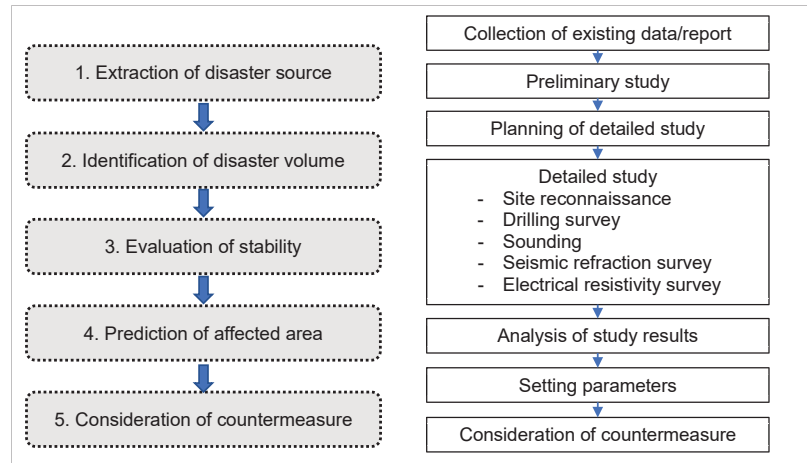 1. Extraction of disaster source
2. Identification of disaster volume
3. Evaluation of stability
4. Prediction of affected area
5. Consideration of countermeasure
Collection of existing data/report
Preliminary study
Planning of detailed study
Detailed study
- Site reconnaissance
- Drilling survey
- Sounding
- Seismic refraction survey
- Electrical resistivity survey
Analysis of study results
Setting parameters
Consideration of countermeasure